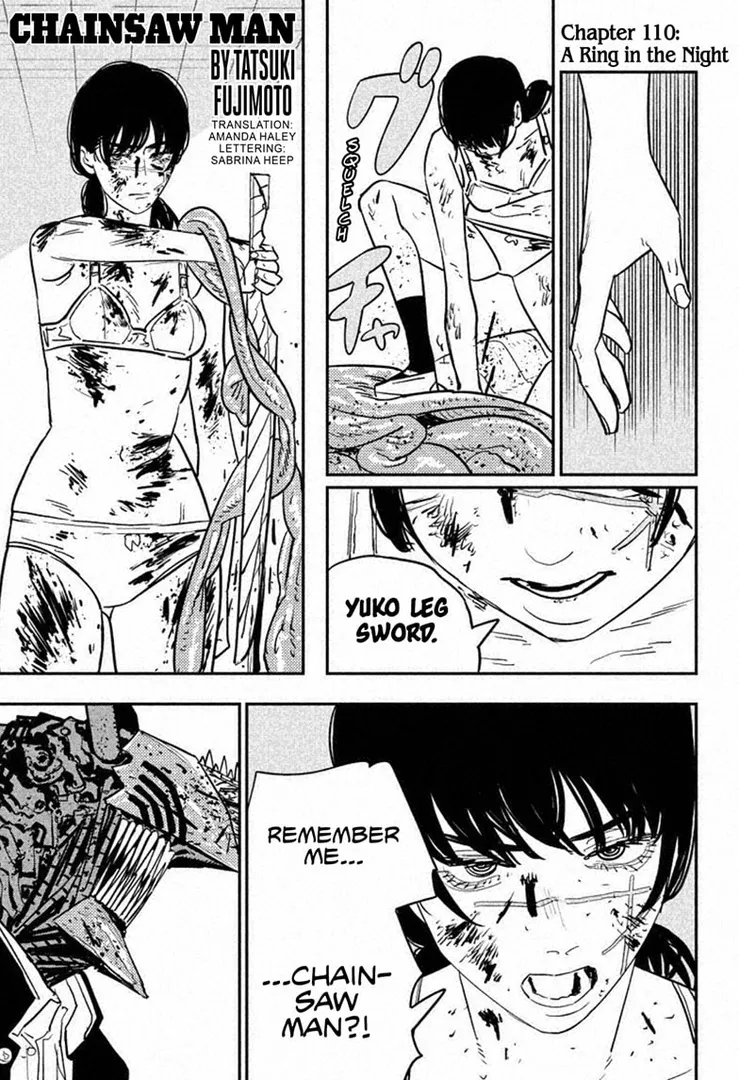 CHAINSAW MAN
BY TATSUKI
FUJIMOTO
TRANSLATION:
AMANDA HALEY
LETTERING:
SABRINA HEEP
Chapter 110:
A Ring in the Night
グ
チャ
SQUELCH
YUKO LEG
SWORD.
REMEMBER
ME...
...CHAIN-
SAW
MAN?!